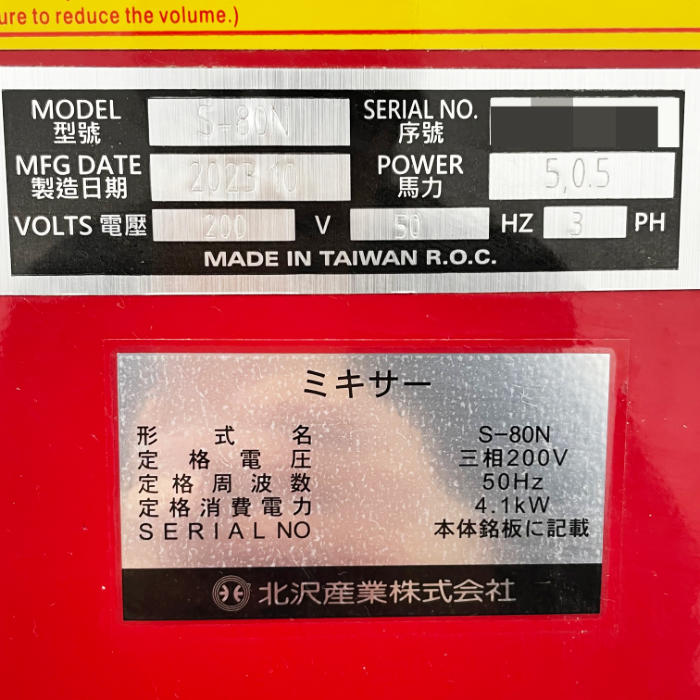 ure to reduce the volume.)
MODEL 型號 S-80N SERIAL NO. 序號
MFG DATE 製造日期 2023 10 POWER 馬力 5,0.5
VOLTS 電壓 200 V 50 HZ 3 PH
MADE IN TAIWAN R.O.C.
ミキサー
形式名 S-80N
定格電圧 三相200V
定格周波数 50Hz
定格消費電力 4.1kW
SERIAL NO 本体銘板に記載
北沢産業株式会社